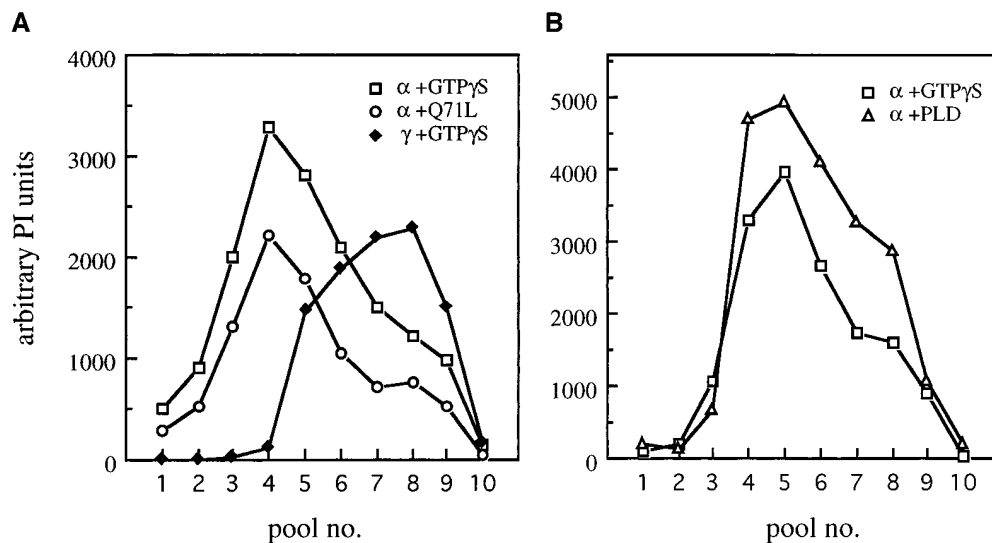 A
4000
3000
2000
1000
0
arbitrary PI units
α +GTPγS
α +Q71L
γ +GTPγS
1 2 3 4 5 6 7 8 9 10
pool no.
B
5000
4000
3000
2000
1000
0
α +GTPγS
α +PLD
1 2 3 4 5 6 7 8 9 10
pool no.